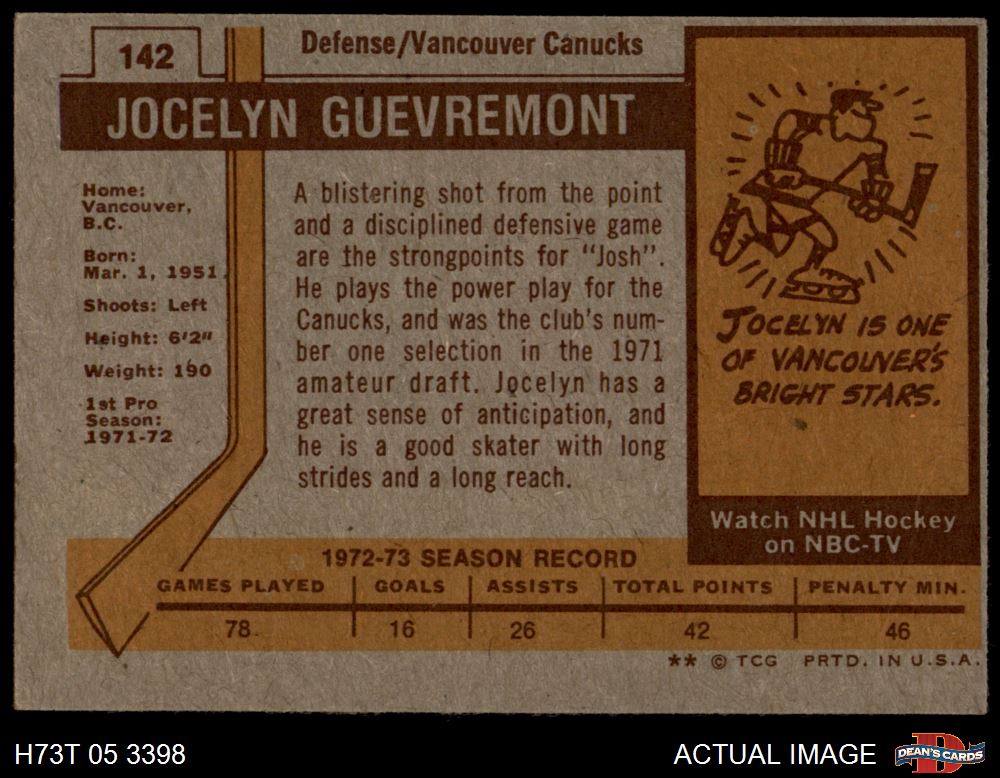 142
Defense/Vancouver Canucks
JOCELYN GUEVREMONT
Home:
Vancouver,
B.C.
Born:
Mar. 1, 1951
Shoots: Left
Height: 6'2"
Weight: 190
1st Pro
Season:
1971-72
A blistering shot from the point
and a disciplined defensive game
are the strongpoints for "Josh".
He plays the power play for the
Canucks, and was the club's num-
ber one selection in the 1971
amateur draft. Jocelyn has a
great sense of anticipation, and
he is a good skater with long
strides and a long reach.
JOCELYN IS ONE
OF VANCOUVER'S
BRIGHT STARS.
Watch NHL Hockey
on NBC-TV
1972-73 SEASON RECORD
GAMES PLAYED GOALS ASSISTS TOTAL POINTS PENALTY MIN.
78 16 26 42 46
** © TCG PRTD. IN U.S.A.
H73T 05 3398
ACTUAL IMAGE
DEAN'S CARDS